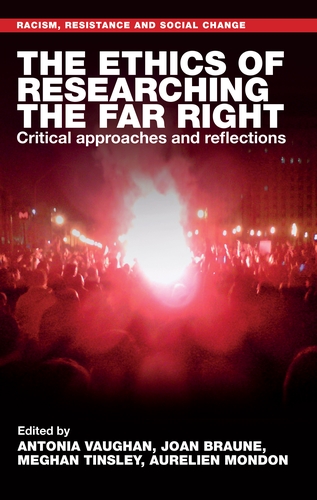 RACISM, RESISTANCE AND SOCIAL CHANGE
THE ETHICS OF
RESEARCHING
THE FAR RIGHT
Critical approaches and reflections
Edited by
ANTONIA VAUGHAN, JOAN BRAUNE,
MEGHAN TINSLEY, AURELIEN MONDON